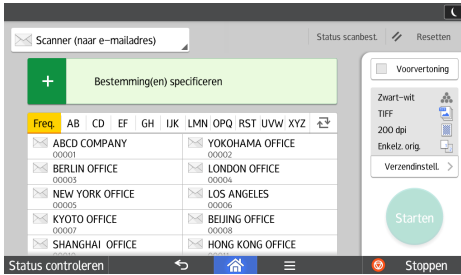 Scanner (naar e-mailadres)
Status scanbest.
Resetten
+ Bestemming(en) specificeren
Voorvertoning
Freq. AB CD EF GH IJK LMN OPQ RST UVW XYZ
ABCD COMPANY
00001
YOKOHAMA OFFICE
00002
BERLIN OFFICE
00003
LONDON OFFICE
00004
NEW YORK OFFICE
00005
LOS ANGELES
00006
KYOTO OFFICE
00007
BEIJING OFFICE
00008
SHANGHAI OFFICE
HONG KONG OFFICE
Zwart-wit
TIFF
200 dpi
Enkelz. orig.
Verzendinstell. >
Starten
Status controleren
Stoppen